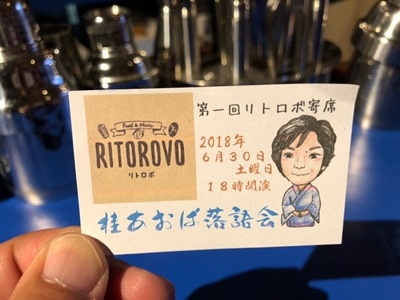 第一回リトロボ寄席
Food & Music
RITOROVO
リトロボ
2018年
6月30日
土曜日
18時開演
桂あおば落語会